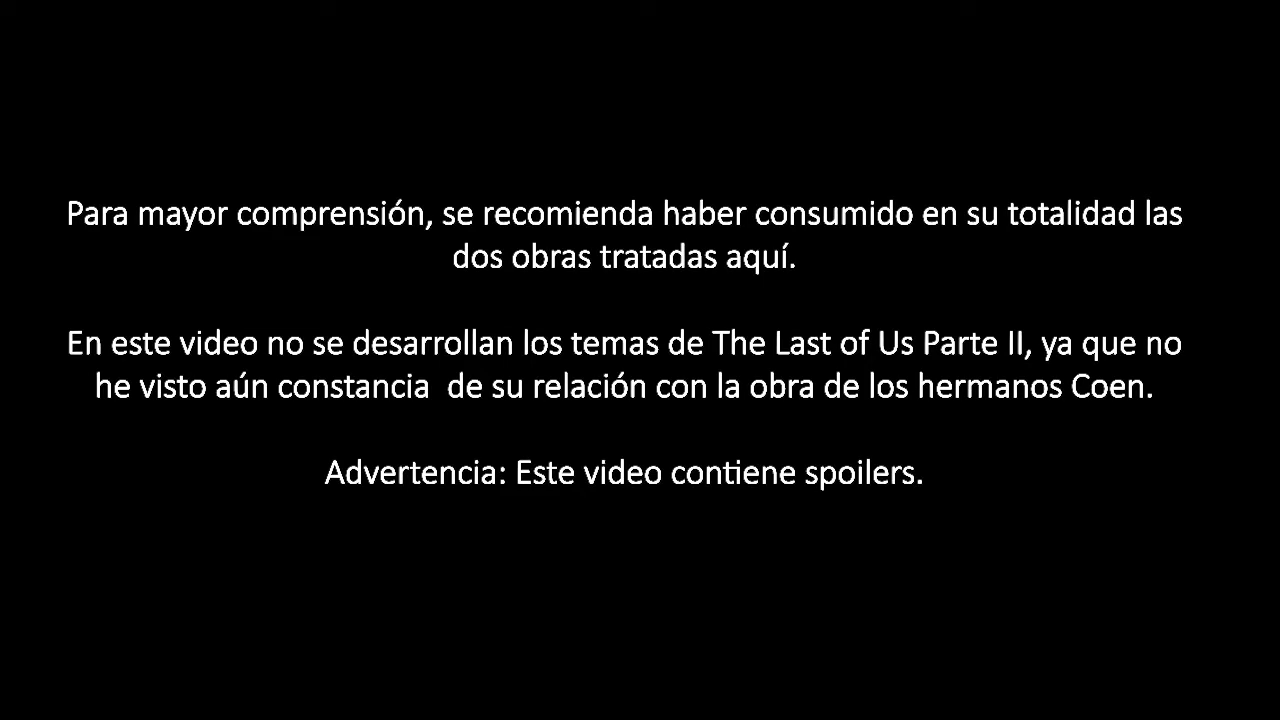 Para mayor comprensión, se recomienda haber consumido en su totalidad las
dos obras tratadas aquí.
En este video no se desarrollan los temas de The Last of Us Parte II, ya que no
he visto aún constancia  de su relación con la obra de los hermanos Coen.
Advertencia: Este video contiene spoilers.